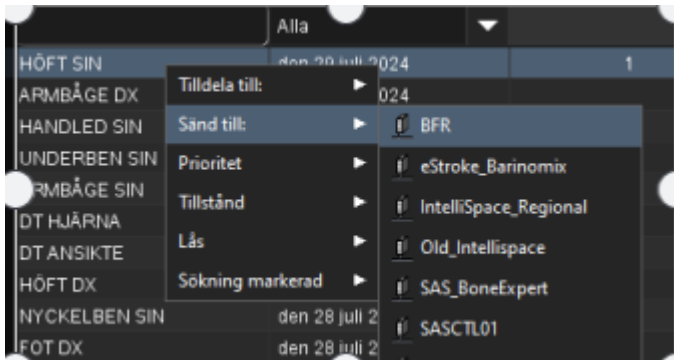 Alla
HÖFT SIN den 29 juli 2024 1
ARMBÅGE DX 024
HANDLED SIN
UNDERBEN SIN
ARMBÅGE SIN
DT HJÄRNA
DT ANSIKTE
HÖFT DX
NYCKELBEN SIN den 28 juli 2
FOT DX den 28 juli 2
Tilldela till:
Sänd till:
Prioritet
Tillstånd
Lås
Sökning markerad
BFR
eStroke_Barinomix
IntelliSpace_Regional
Old_Intellispace
SAS_BoneExpert
SASCTL01